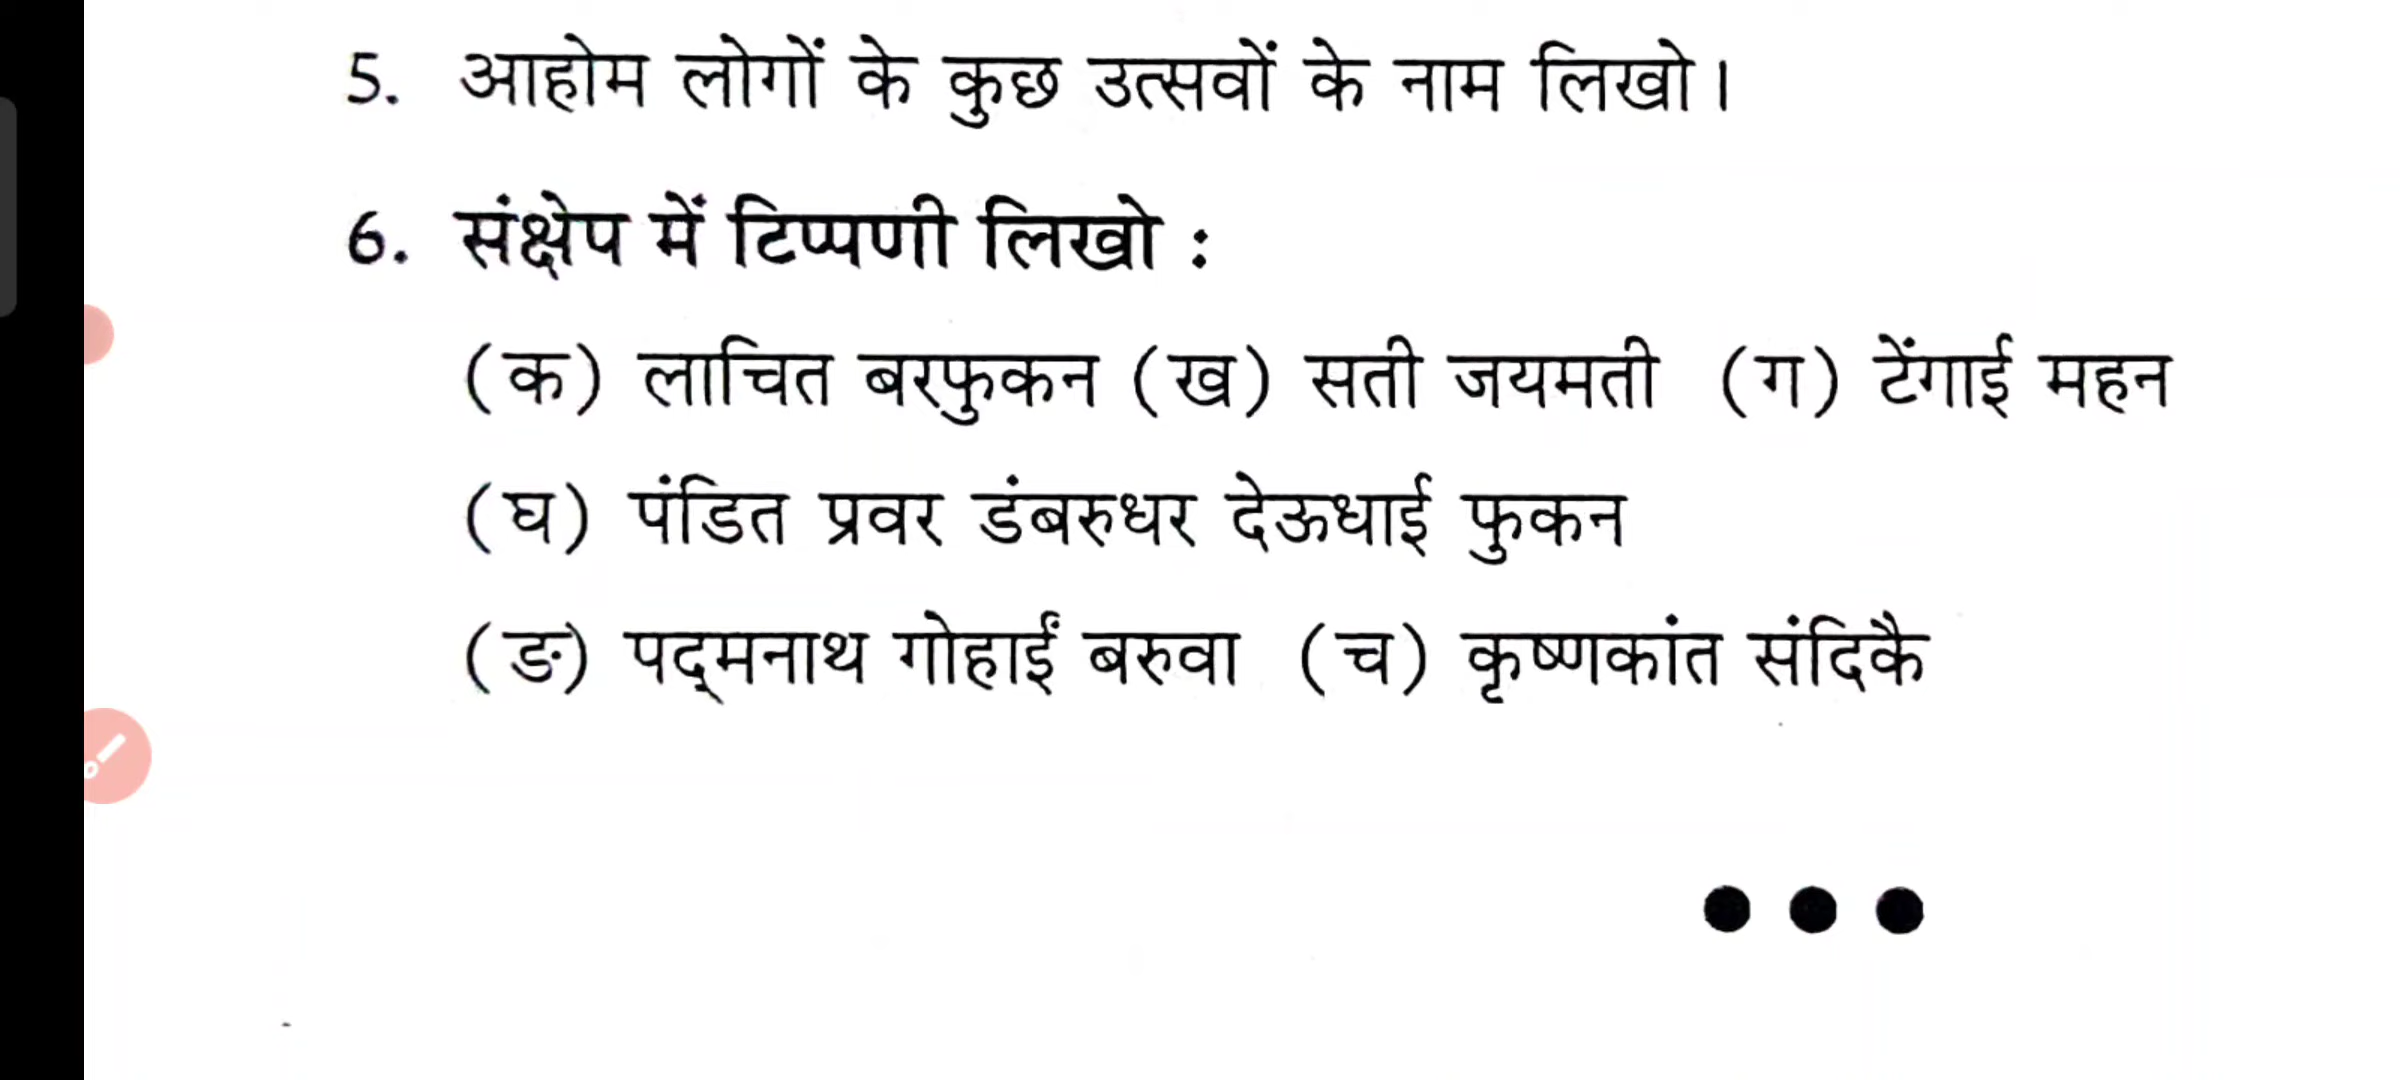 5. आहोम लोगों के कुछ उत्सवों के नाम लिखो।
6. संक्षेप में टिप्पणी लिखो :
(क) लाचित बरफुकन (ख) सती जयमती (ग) टेंगाई महन
(घ) पंडित प्रवर डंबरुधर देऊधाई फुकन
(ङ) पद्मनाथ गोहाईं बरुवा (च) कृष्णकांत संदिकै